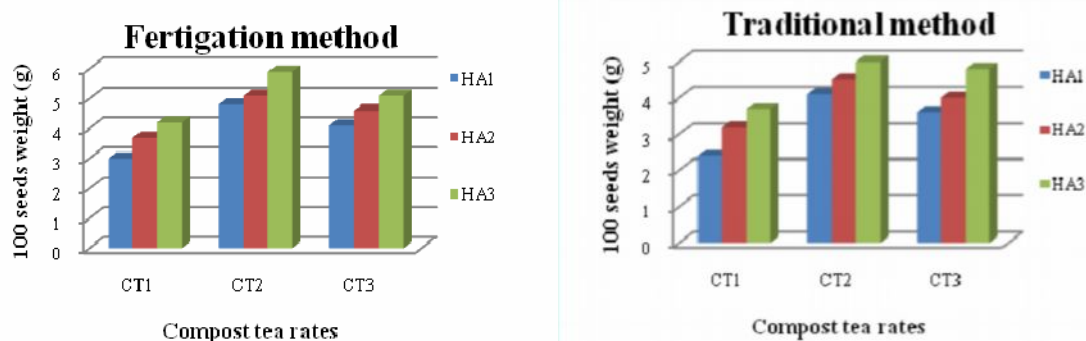 Fertigation method
100 seeds weight (g)
6
5
4
3
2
1
0
CT1 CT2 CT3
Compost tea rates
HA1
HA2
HA3
Traditional method
100 seeds weight (g)
5
4
3
2
1
0
CT1 CT2 CT3
Compost tea rates
HA1
HA2
HA3